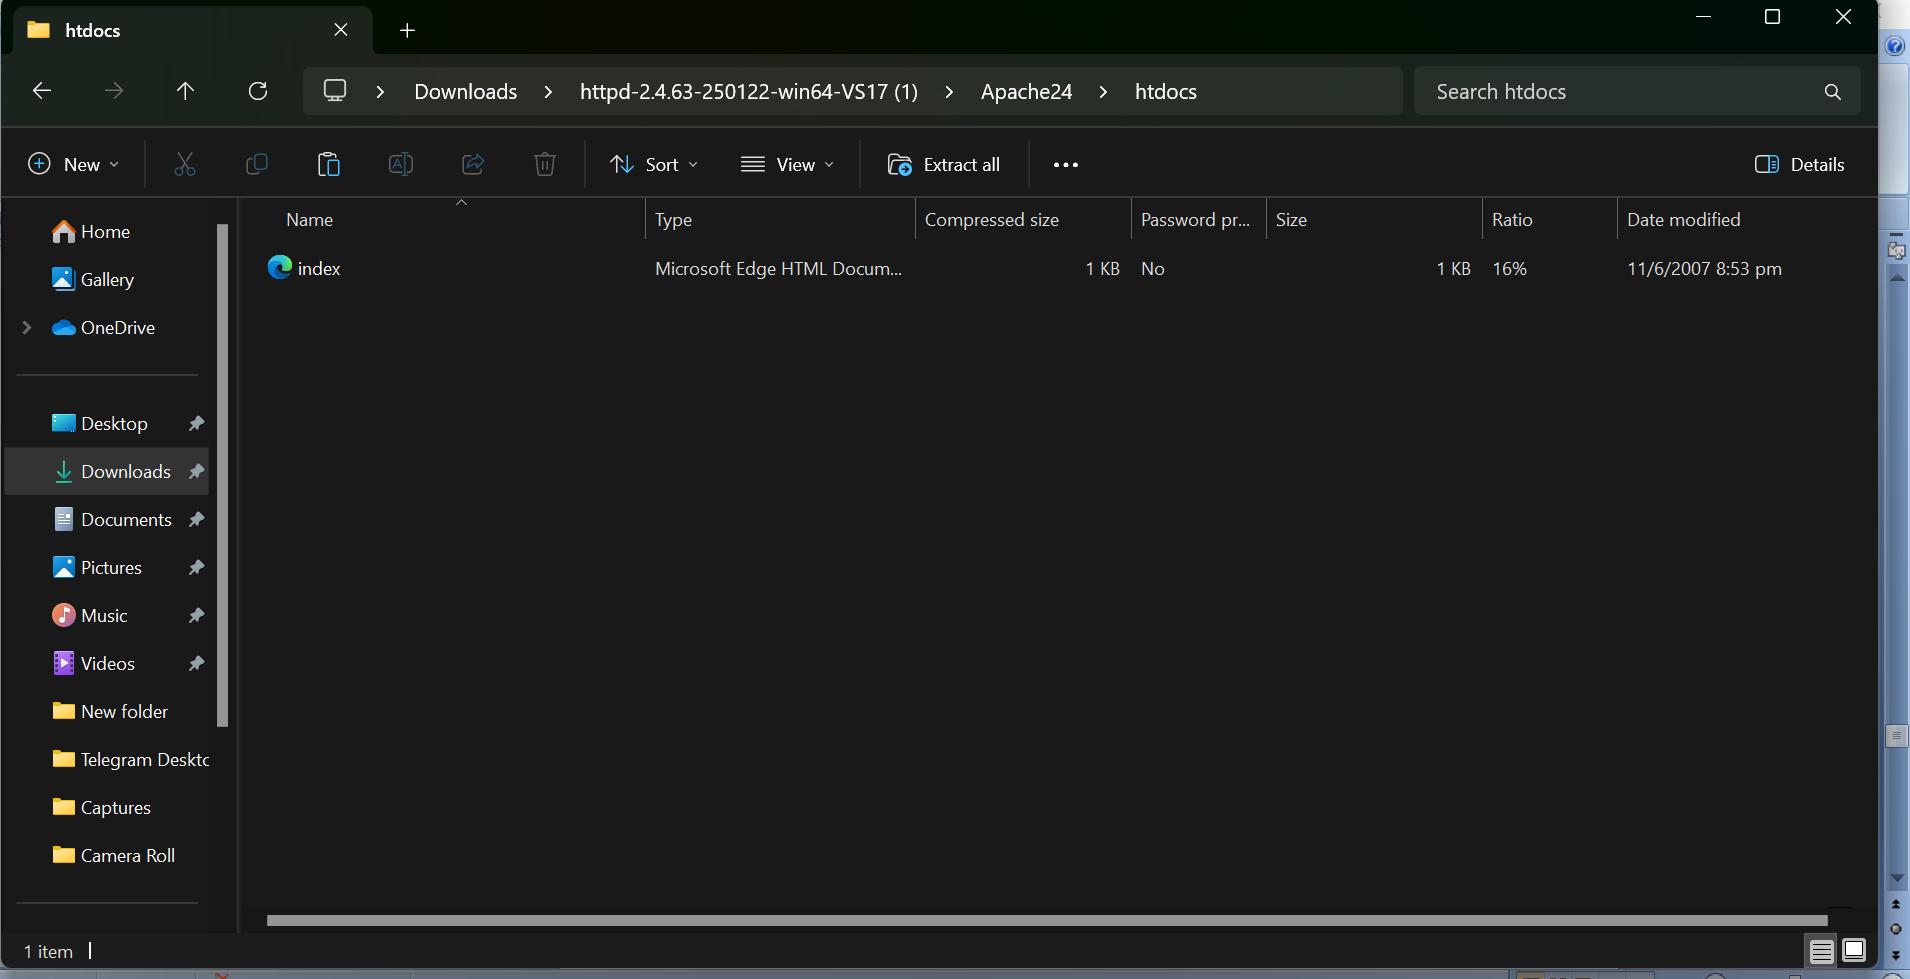 htdocs
Downloads > httpd-2.4.63-250122-win64-VS17 (1) > Apache24 > htdocs
Search htdocs
New
Sort
View
Extract all
Details
Name Type Compressed size Password pr... Size Ratio Date modified
index Microsoft Edge HTML Docum... 1 KB No 1 KB 16% 11/6/2007 8:53 pm
Home
Gallery
OneDrive
Desktop
Downloads
Documents
Pictures
Music
Videos
New folder
Telegram Deskto
Captures
Camera Roll
1 item